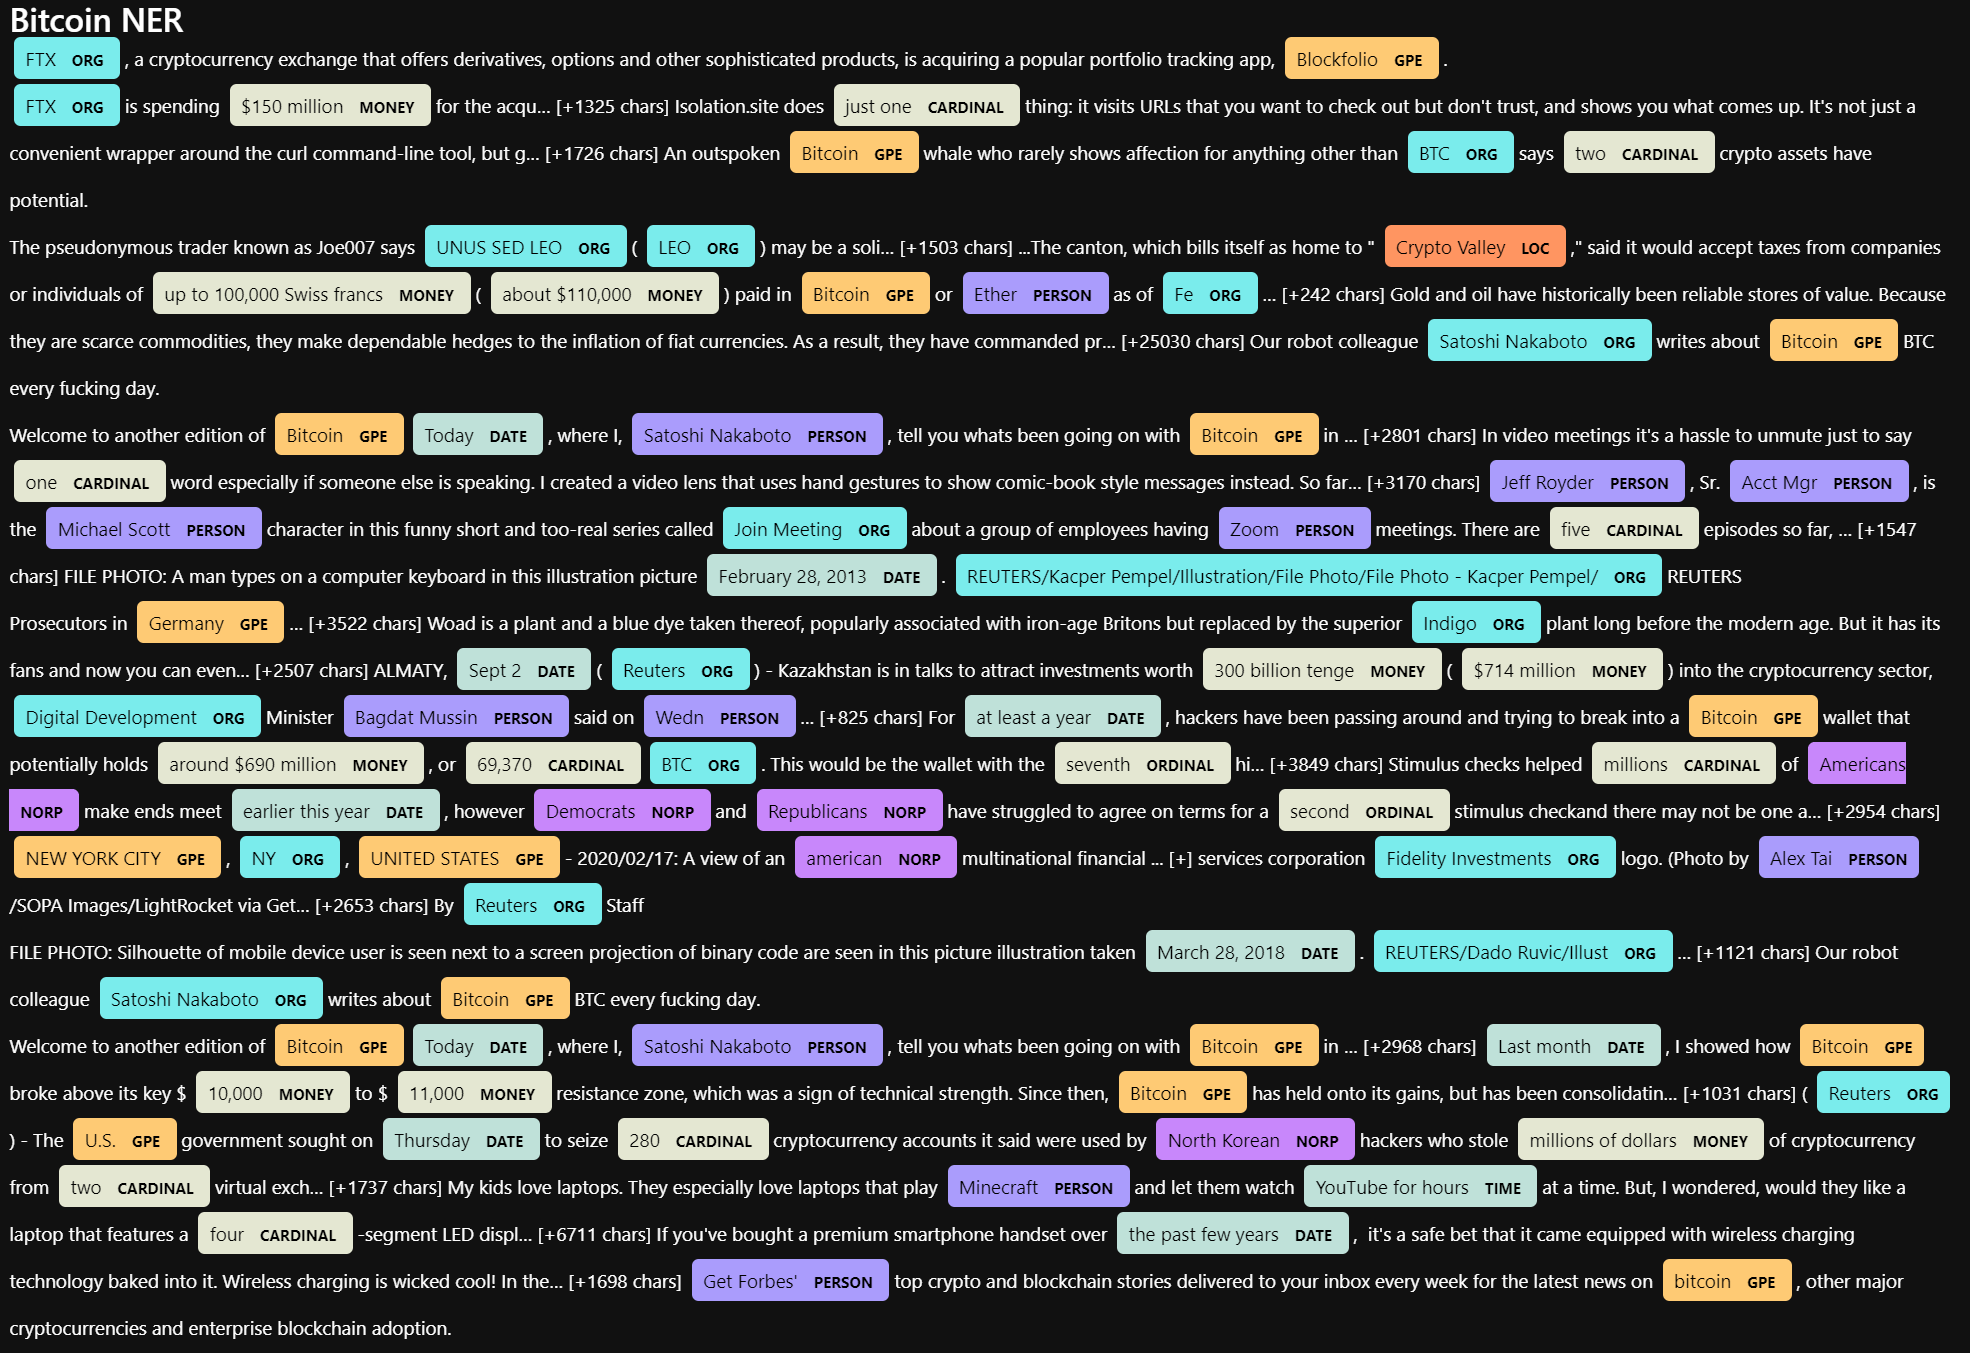 Bitcoin NER
FTX ORG , a cryptocurrency exchange that offers derivatives, options and other sophisticated products, is acquiring a popular portfolio tracking app, Blockfolio GPE .
FTX ORG is spending $150 million MONEY for the acqu... [+1325 chars] Isolation.site does just one CARDINAL thing: it visits URLs that you want to check out but don't trust, and shows you what comes up. It's not just a
convenient wrapper around the curl command-line tool, but g... [+1726 chars] An outspoken Bitcoin GPE whale who rarely shows affection for anything other than BTC ORG says two CARDINAL crypto assets have
potential.
The pseudonymous trader known as Joe007 says UNUS SED LEO ORG ( LEO ORG ) may be a soli... [+1503 chars] ...The canton, which bills itself as home to " Crypto Valley LOC ," said it would accept taxes from companies
or individuals of up to 100,000 Swiss francs MONEY ( about $110,000 MONEY ) paid in Bitcoin GPE or Ether PERSON as of Fe ORG ... [+242 chars] Gold and oil have historically been reliable stores of value. Because
they are scarce commodities, they make dependable hedges to the inflation of fiat currencies. As a result, they have commanded pr... [+25030 chars] Our robot colleague Satoshi Nakaboto ORG writes about Bitcoin GPE BTC
every fucking day.
Welcome to another edition of Bitcoin GPE Today DATE , where I, Satoshi Nakaboto PERSON , tell you whats been going on with Bitcoin GPE in ... [+2801 chars] In video meetings it's a hassle to unmute just to say
one CARDINAL word especially if someone else is speaking. I created a video lens that uses hand gestures to show comic-book style messages instead. So far... [+3170 chars] Jeff Royder PERSON , Sr. Acct Mgr PERSON , is
the Michael Scott PERSON character in this funny short and too-real series called Join Meeting ORG about a group of employees having Zoom PERSON meetings. There are five CARDINAL episodes so far, ... [+1547
chars] FILE PHOTO: A man types on a computer keyboard in this illustration picture February 28, 2013 DATE . REUTERS/Kacper Pempel/Illustration/File Photo/File Photo - Kacper Pempel/ ORG REUTERS
Prosecutors in Germany GPE ... [+3522 chars] Woad is a plant and a blue dye taken thereof, popularly associated with iron-age Britons but replaced by the superior Indigo ORG plant long before the modern age. But it has its
fans and now you can even... [+2507 chars] ALMATY, Sept 2 DATE ( Reuters ORG ) - Kazakhstan is in talks to attract investments worth 300 billion tenge MONEY ( $714 million MONEY ) into the cryptocurrency sector,
Digital Development ORG Minister Bagdat Mussin PERSON said on Wedn PERSON ... [+825 chars] For at least a year DATE , hackers have been passing around and trying to break into a Bitcoin GPE wallet that
potentially holds around $690 million MONEY , or 69,370 CARDINAL BTC ORG . This would be the wallet with the seventh ORDINAL hi... [+3849 chars] Stimulus checks helped millions CARDINAL of Americans
NORP make ends meet earlier this year DATE , however Democrats NORP and Republicans NORP have struggled to agree on terms for a second ORDINAL stimulus checkand there may not be one a... [+2954 chars]
NEW YORK CITY GPE , NY ORG , UNITED STATES GPE - 2020/02/17: A view of an american NORP multinational financial ... [+] services corporation Fidelity Investments ORG logo. (Photo by Alex Tai PERSON
/SOPA Images/LightRocket via Get... [+2653 chars] By Reuters ORG Staff
FILE PHOTO: Silhouette of mobile device user is seen next to a screen projection of binary code are seen in this picture illustration taken March 28, 2018 DATE . REUTERS/Dado Ruvic/Illust ORG ... [+1121 chars] Our robot
colleague Satoshi Nakaboto ORG writes about Bitcoin GPE BTC every fucking day.
Welcome to another edition of Bitcoin GPE Today DATE , where I, Satoshi Nakaboto PERSON , tell you whats been going on with Bitcoin GPE in ... [+2968 chars] Last month DATE , I showed how Bitcoin GPE
broke above its key $ 10,000 MONEY to $ 11,000 MONEY resistance zone, which was a sign of technical strength. Since then, Bitcoin GPE has held onto its gains, but has been consolidatin... [+1031 chars] ( Reuters ORG
) - The U.S. GPE government sought on Thursday DATE to seize 280 CARDINAL cryptocurrency accounts it said were used by North Korean NORP hackers who stole millions of dollars MONEY of cryptocurrency
from two CARDINAL virtual exch... [+1737 chars] My kids love laptops. They especially love laptops that play Minecraft PERSON and let them watch YouTube for hours TIME at a time. But, I wondered, would they like a
laptop that features a four CARDINAL -segment LED displ... [+6711 chars] If you've bought a premium smartphone handset over the past few years DATE , it's a safe bet that it came equipped with wireless charging
technology baked into it. Wireless charging is wicked cool! In the... [+1698 chars] Get Forbes' PERSON top crypto and blockchain stories delivered to your inbox every week for the latest news on bitcoin GPE , other major
cryptocurrencies and enterprise blockchain adoption.